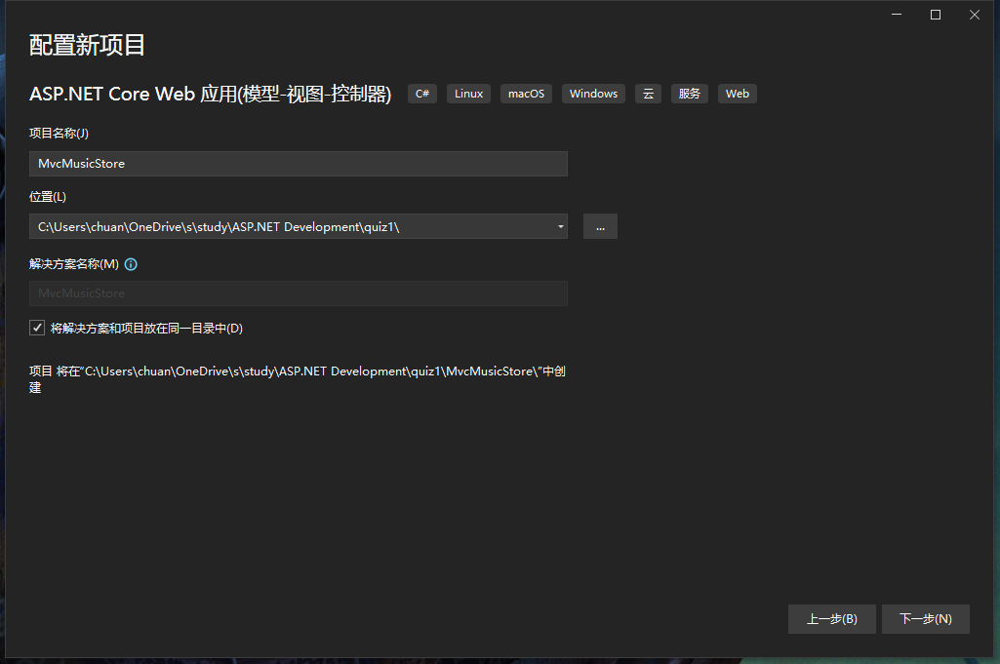 配置新项目
ASP.NET Core Web 应用(模型-视图-控制器) C# Linux macOS Windows 云 服务 Web
项目名称(J)
MvcMusicStore
位置(L)
C:\Users\chuan\OneDrive\s\study\ASP.NET Development\quiz1\ ...
解决方案名称(M)
MvcMusicStore
将解决方案和项目放在同一目录中(D)
项目 将在"C:\Users\chuan\OneDrive\s\study\ASP.NET Development\quiz1\MvcMusicStore\"中创
建
上一步(B) 下一步(N)